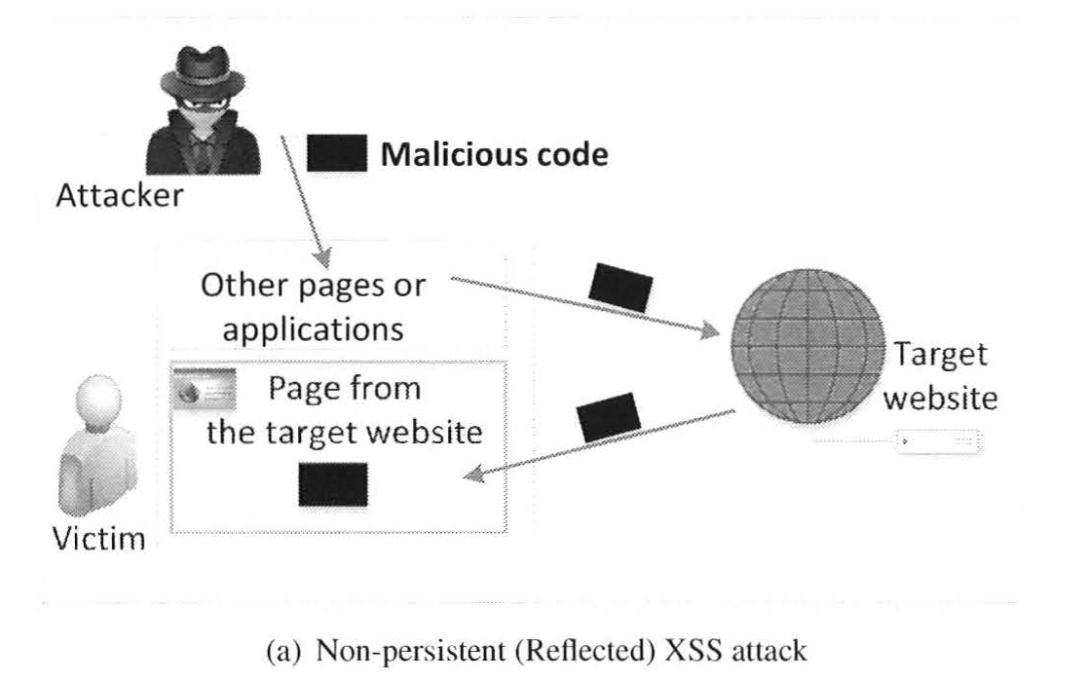 Malicious code
Attacker
Other pages or
applications
Target
website
Page from
the target website
Victim
(a) Non-persistent (Reflected) XSS attack